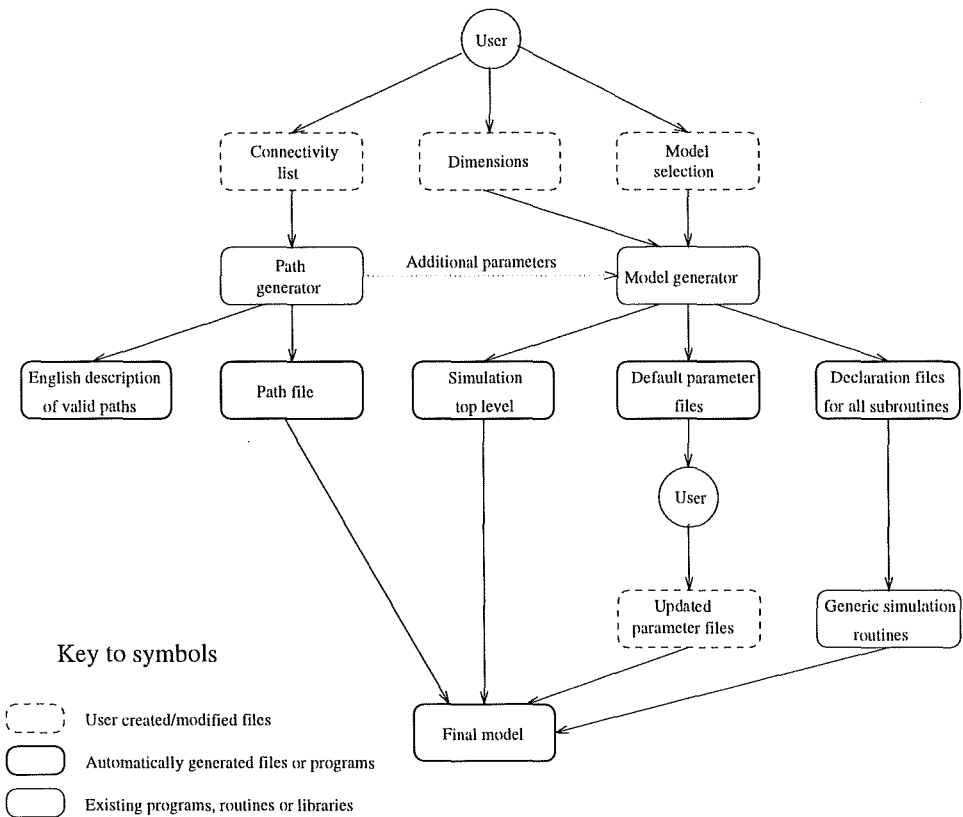 User
Connectivity
list
Dimensions
Model
selection
Path
generator
Additional parameters
Model generator
English description
of valid paths
Path file
Simulation
top level
Default parameter
files
Declaration files
for all subroutines
User
Updated
parameter files
Generic simulation
routines
Key to symbols
User created/modified files
Final model
Automatically generated files or programs
Existing programs, routines or libraries